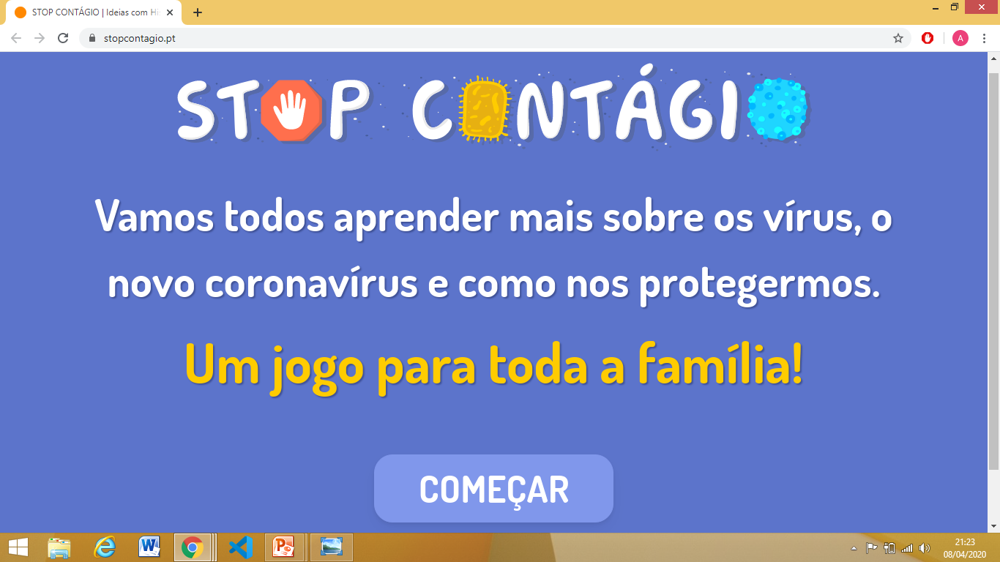 STOP CONTÁGIO | Ideias com Hi
stopcontagio.pt
A
STOP CONTÁGIO
Vamos todos aprender mais sobre os vírus, o
novo coronavírus e como nos protegermos.
Um jogo para toda a família!
COMEÇAR
21:23
08/04/2020